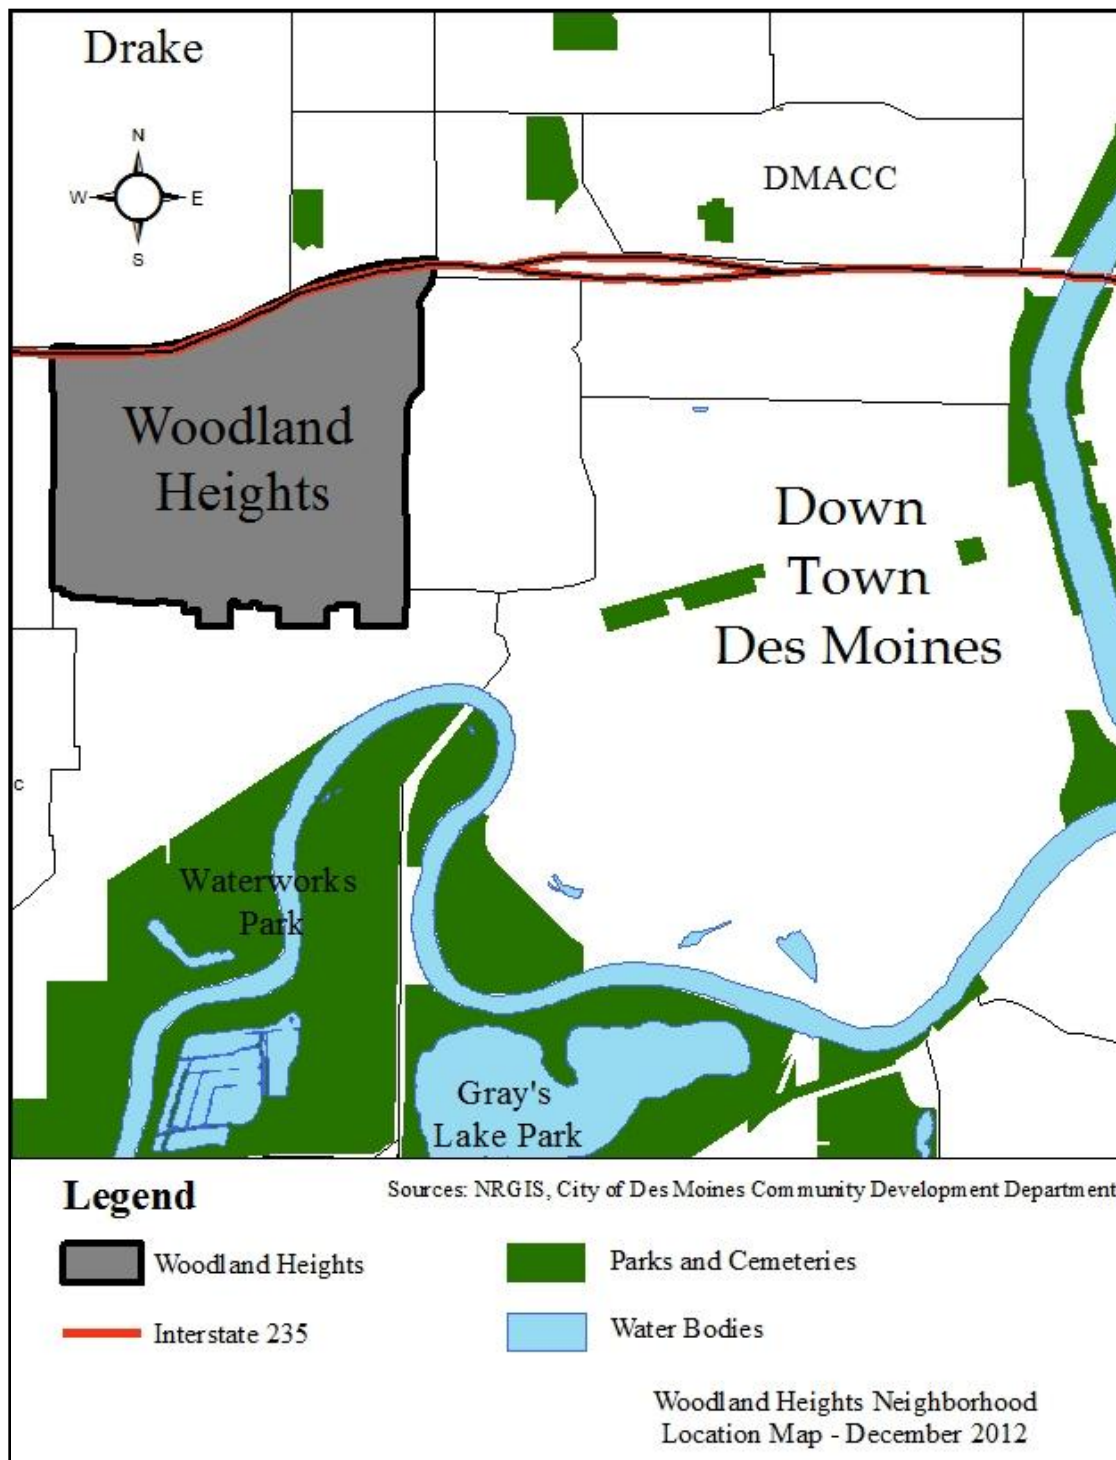 Drake
N
W E
S
DMACC
Woodland
Heights
Down
Town
Des Moines
c
Waterworks
Park
Gray's
Lake Park
Legend
Sources: NRGIS, City of Des Moines Community Development Department
Woodland Heights
Parks and Cemeteries
Interstate 235
Water Bodies
Woodland Heights Neighborhood
Location Map - December 2012